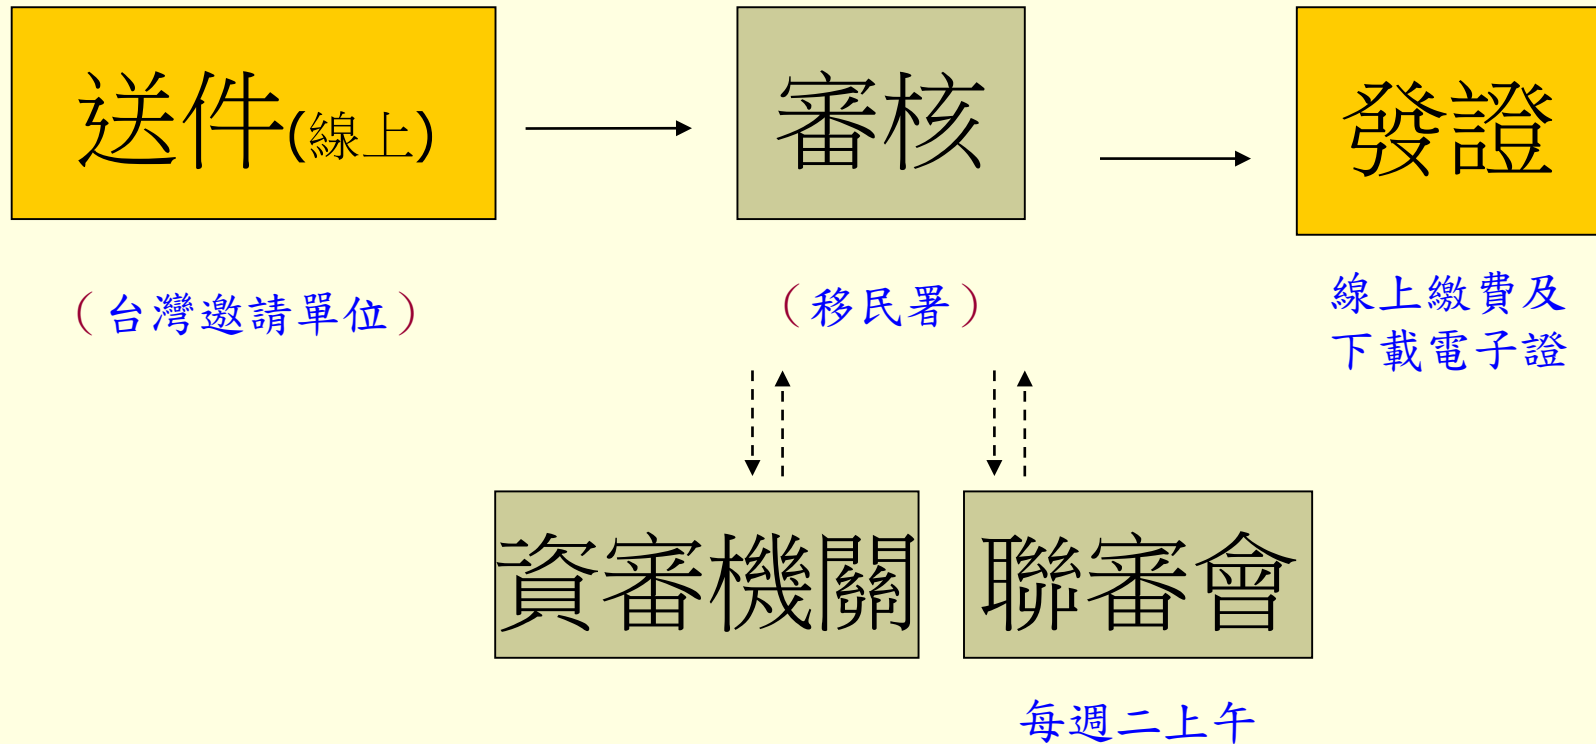 送件(線上)
審核
發證
（台灣邀請單位）
（移民署）
線上繳費及
下載電子證
資審機關
聯審會
每週二上午